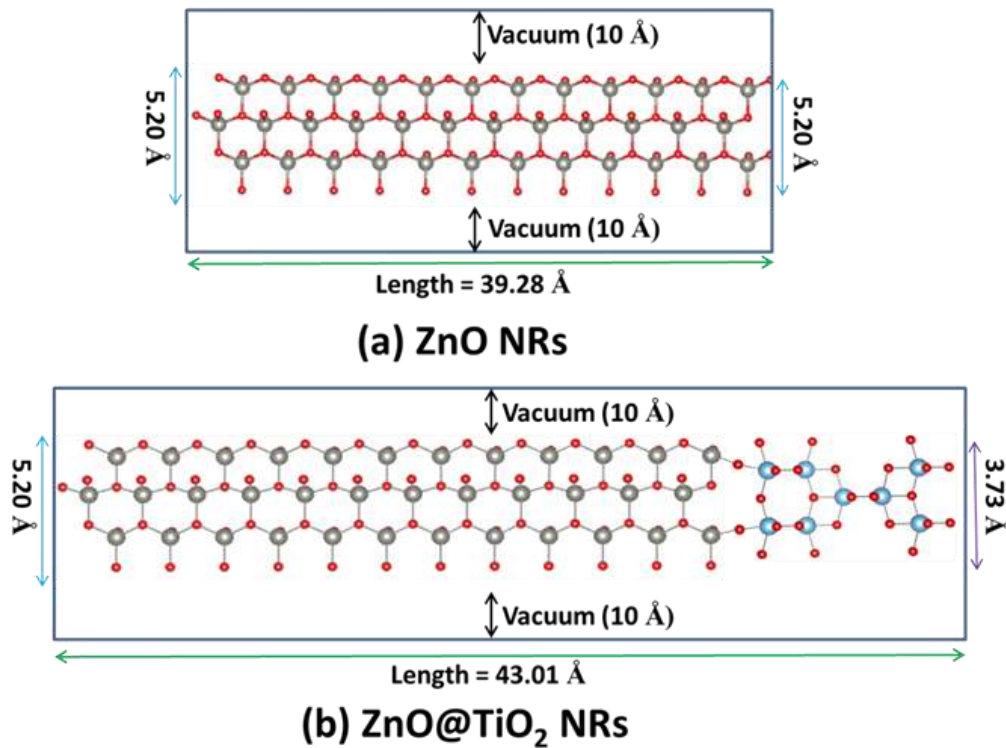 Vacuum (10 Å)
5.20 Å
5.20 Å
Vacuum (10 Å)
Length = 39.28 Å
(a) ZnO NRs
Vacuum (10 Å)
5.20 Å
3.73 Å
Vacuum (10 Å)
Length = 43.01 Å
(b) ZnO@TiO₂ NRs